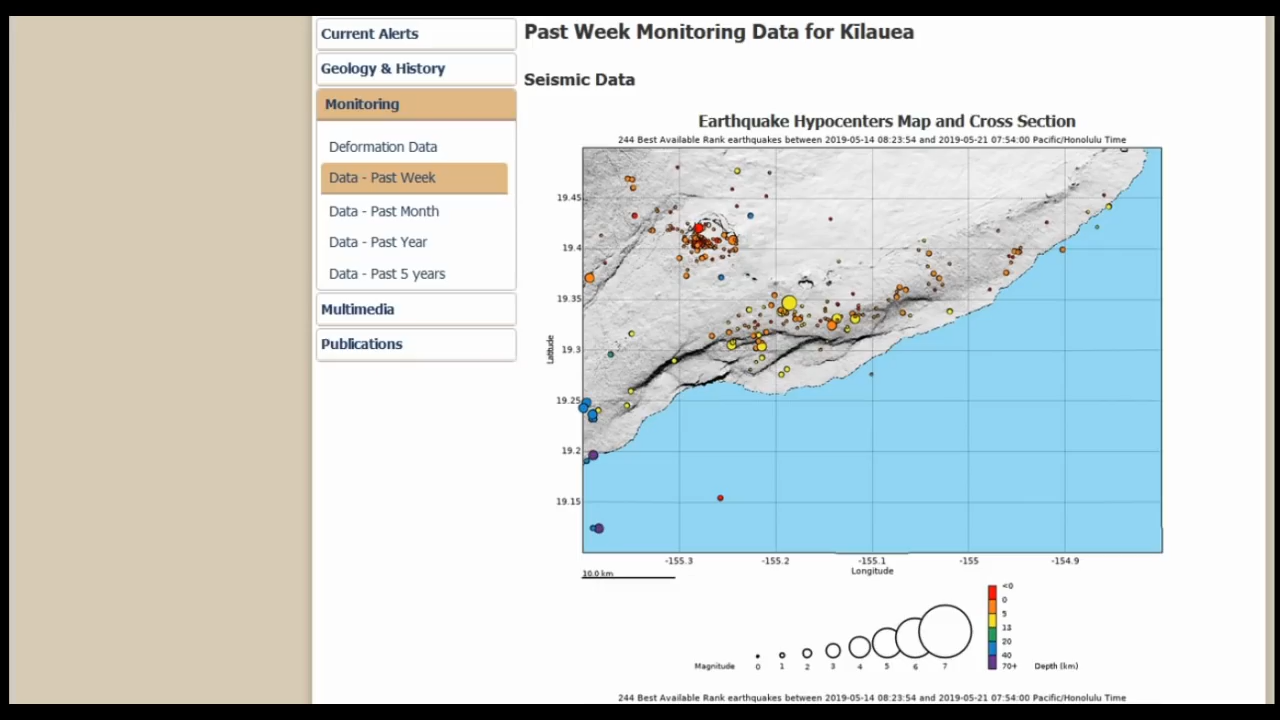 Current Alerts
Geology & History
Monitoring
Deformation Data
Data - Past Week
Data - Past Month
Data - Past Year
Data - Past 5 years
Multimedia
Publications
Past Week Monitoring Data for Kīlauea
Seismic Data
Earthquake Hypocenters Map and Cross Section
244 Best Available Rank earthquakes between 2019-05-14 08:23:54 and 2019-05-21 07:54:00 Pacific/Honolulu Time
19.45
19.4
19.35
19.3
19.25
19.2
19.15
Latitude
-155.3 -155.2 -155.1 -155 -154.9
Longitude
10.0 km
Magnitude 0 1 2 3 4 5 6 7
<0
0
5
13
20
40
70+
Depth (km)
244 Best Available Rank earthquakes between 2019-05-14 08:23:54 and 2019-05-21 07:54:00 Pacific/Honolulu Time